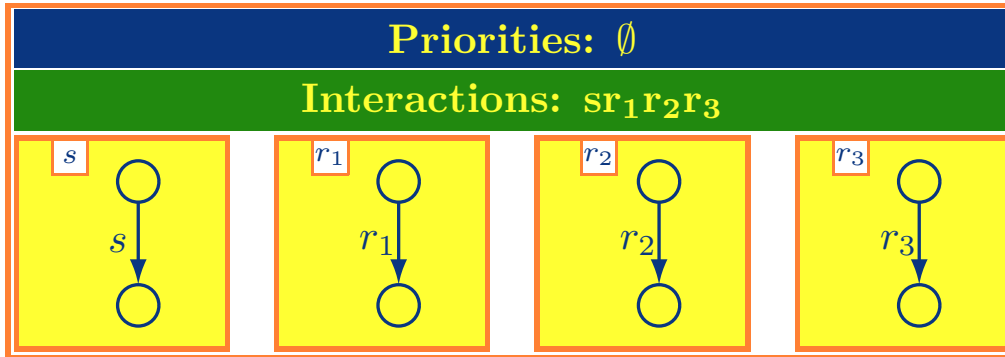 Priorities: ∅
Interactions: sr₁r₂r₃
s r₁ r₂ r₃
s r₁ r₂ r₃